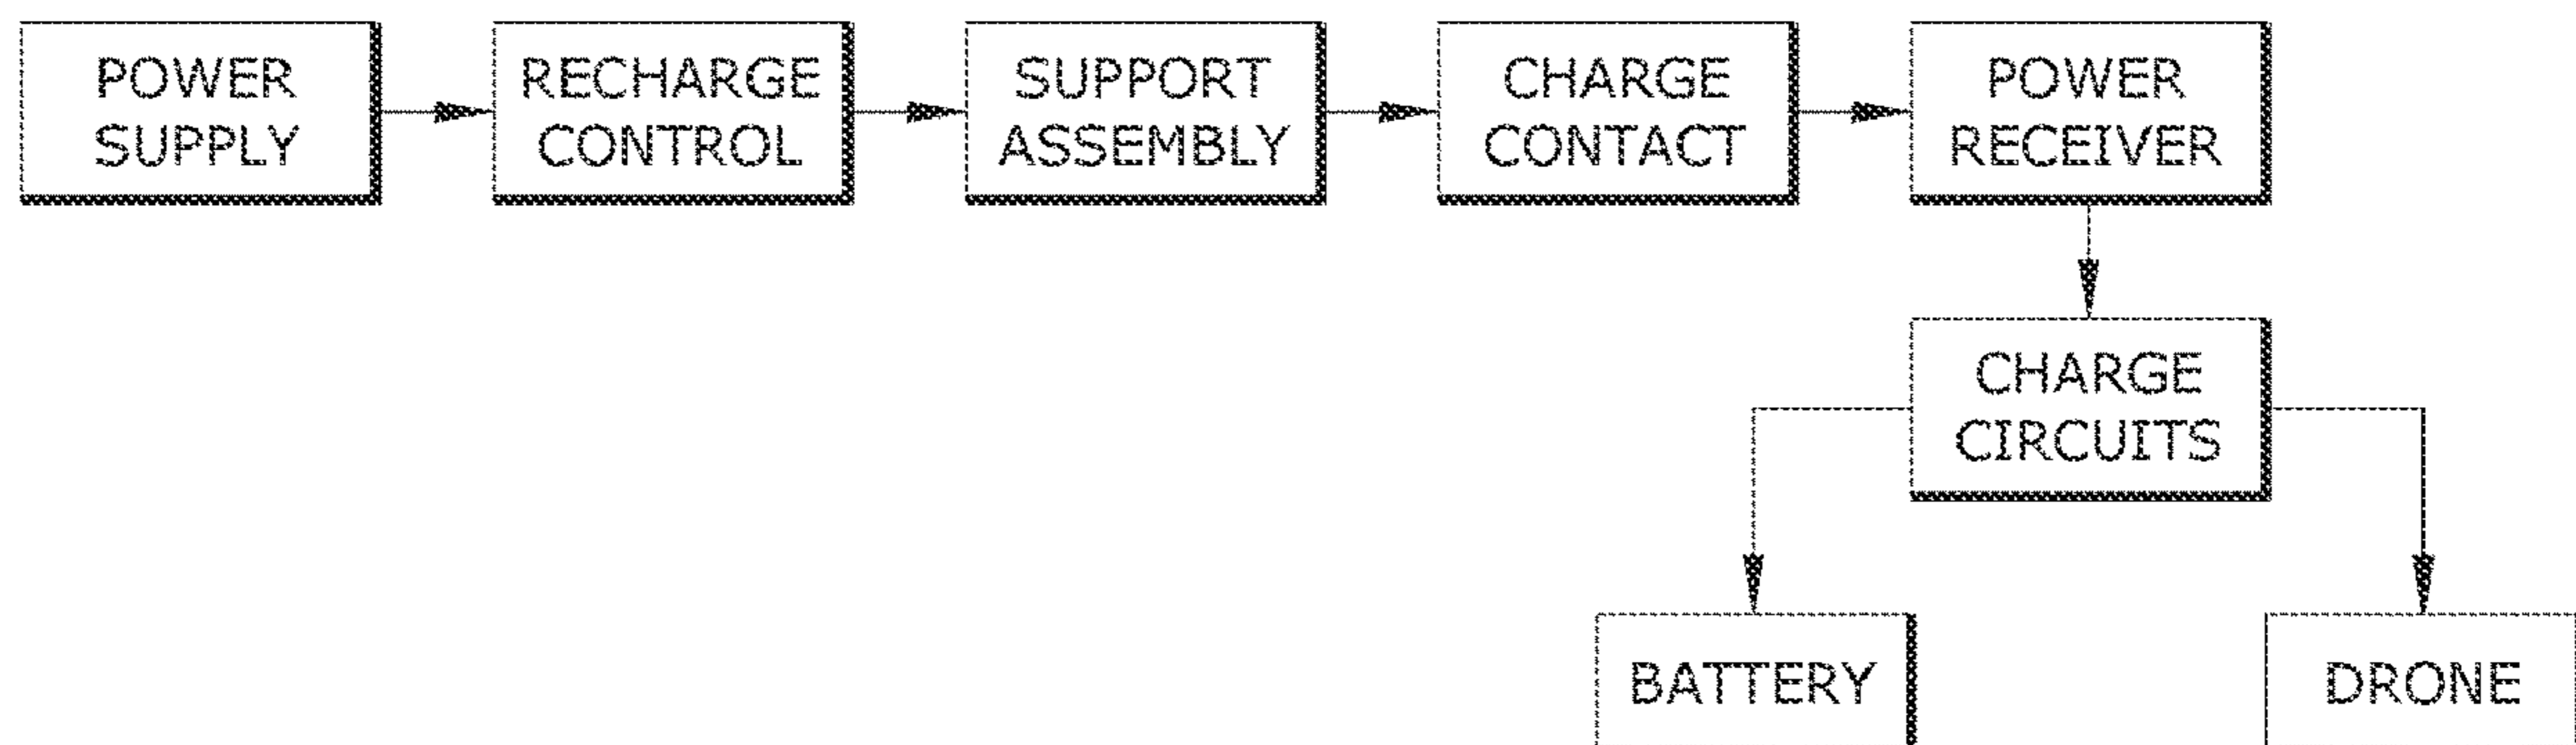 POWER
SUPPLY
RECHARGE
CONTROL
SUPPORT
ASSEMBLY
CHARGE
CONTACT
POWER
RECEIVER
CHARGE
CIRCUITS
BATTERY
DRONE